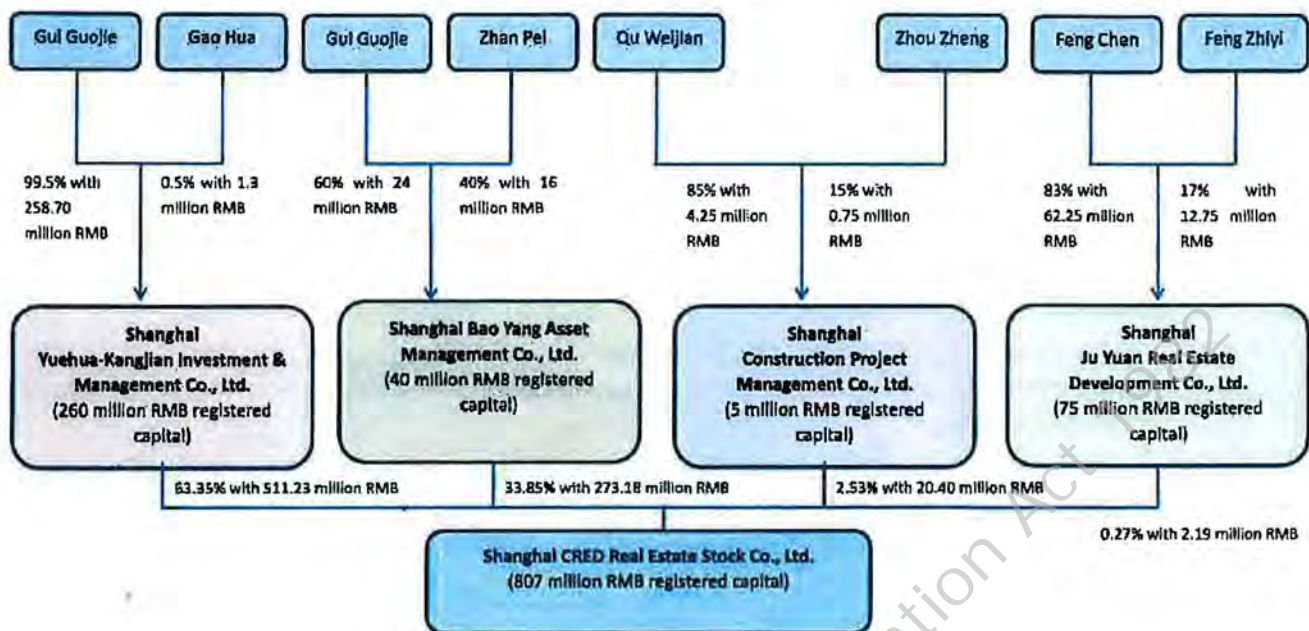 Gui Guojie
Gao Hua
Gui Guojie
Zhan Pei
Qu Weijian
Zhou Zheng
Feng Chen
Feng Zhiyi
99.5% with
258.70
million RMB
0.5% with 1.3
million RMB
60% with 24
million RMB
40% with 16
million RMB
85% with
4.25 million
RMB
15% with
0.75 million
RMB
83% with
62.25 million
RMB
17% with
12.75 million
RMB
Shanghai
Yuehua-Kangjian Investment &
Management Co., Ltd.
(260 million RMB registered
capital)
Shanghai Bao Yang Asset
Management Co., Ltd.
(40 million RMB registered
capital)
Shanghai
Construction Project
Management Co., Ltd.
(5 million RMB registered
capital)
Shanghai
Ju Yuan Real Estate
Development Co., Ltd.
(75 million RMB registered
capital)
63.35% with 511.23 million RMB
33.85% with 273.18 million RMB
2.53% with 20.40 million RMB
0.27% with 2.19 million RMB
Shanghai CRED Real Estate Stock Co., Ltd.
(807 million RMB registered capital)
ation Act 1982